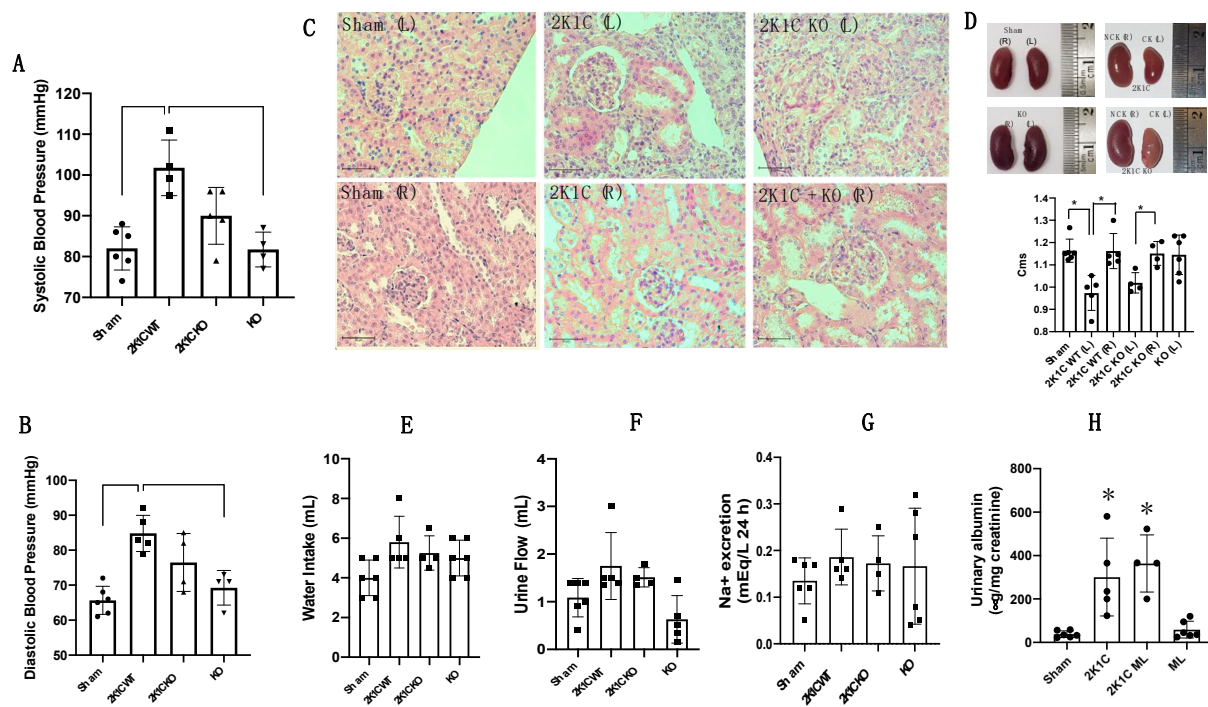 A
Systolic Blood Pressure (mmHg)
120
110
100
90
80
70
Sham
2K1CWT
2K1CKO
KO
C
Sham (L)
2K1C (L)
2K1C KO (L)
Sham (R)
2K1C (R)
2K1C + KO (R)
D
Sham
(R) (L)
NCK (R) CK (L)
2K1C
KO
(R) (L)
NCK (R) CK (L)
2K1C KO
1.4
1.3
1.2
1.1
1.0
0.9
0.8
Cms
* * *
Sham
2K1C WT (L)
2K1C WT (R)
2K1C KO (L)
2K1C KO (R)
KO (L)
B
Diastolic Blood Pressure (mmHg)
100
90
80
70
60
50
Sham
2K1CWT
2K1CKO
KO
E
Water Intake (mL)
10
8
6
4
2
0
Sham
2K1CWT
2K1CKO
KO
F
Urine Flow (mL)
4
3
2
1
0
Sham
2K1CWT
2K1CKO
KO
G
Na+ excretion
(mEq/L 24 h)
0.4
0.3
0.2
0.1
0.0
Sham
2K1CWT
2K1CKO
KO
H
Urinary albumin
(∝g/mg creatinine)
800
600
400
200
0
* *
Sham
2K1C
2K1C ML
ML